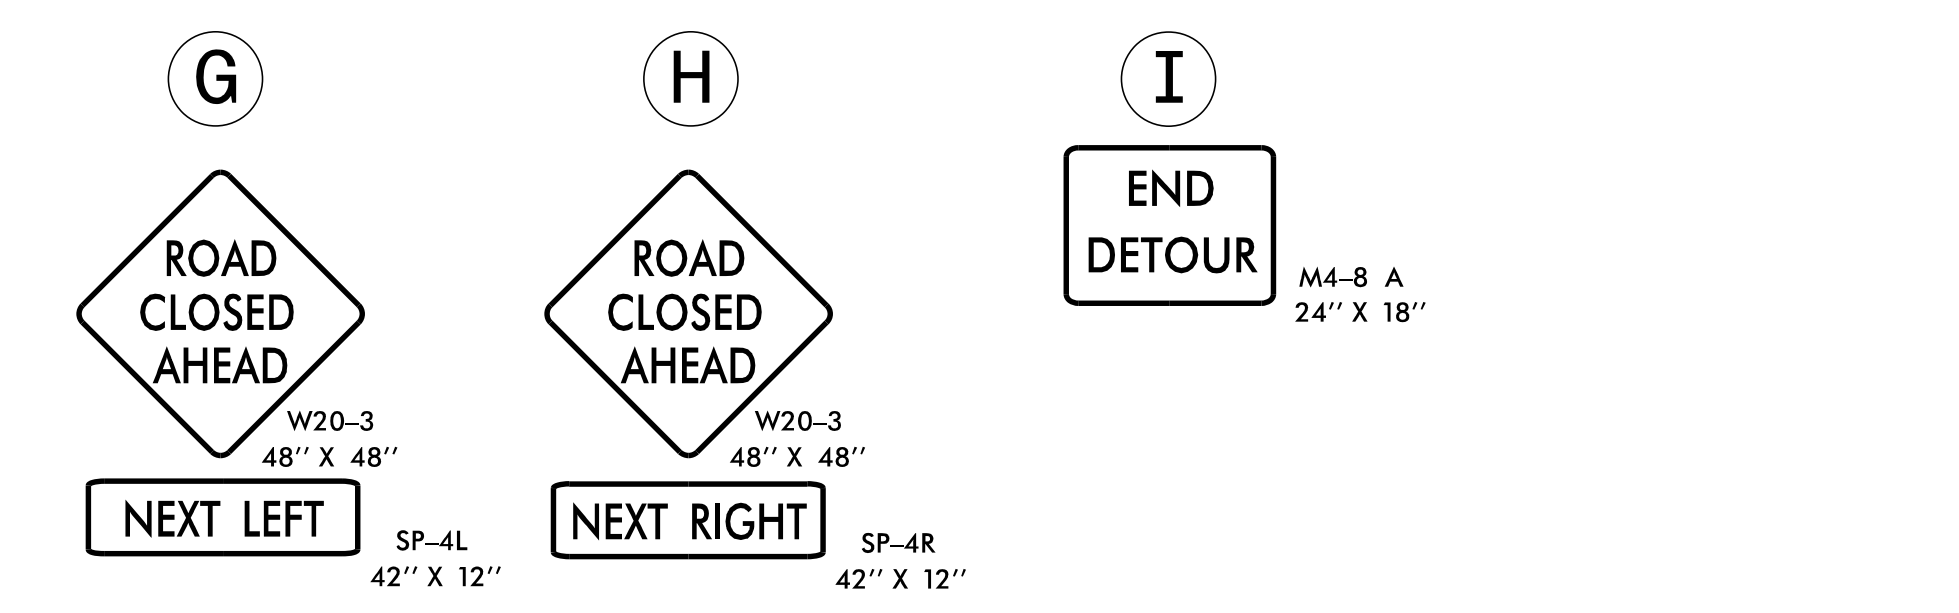 G
ROAD
CLOSED
AHEAD
W20–3
48'' X 48''
NEXT LEFT
SP–4L
42'' X 12''
H
ROAD
CLOSED
AHEAD
W20–3
48'' X 48''
NEXT RIGHT
SP–4R
42'' X 12''
I
END
DETOUR
M4–8 A
24'' X 18''